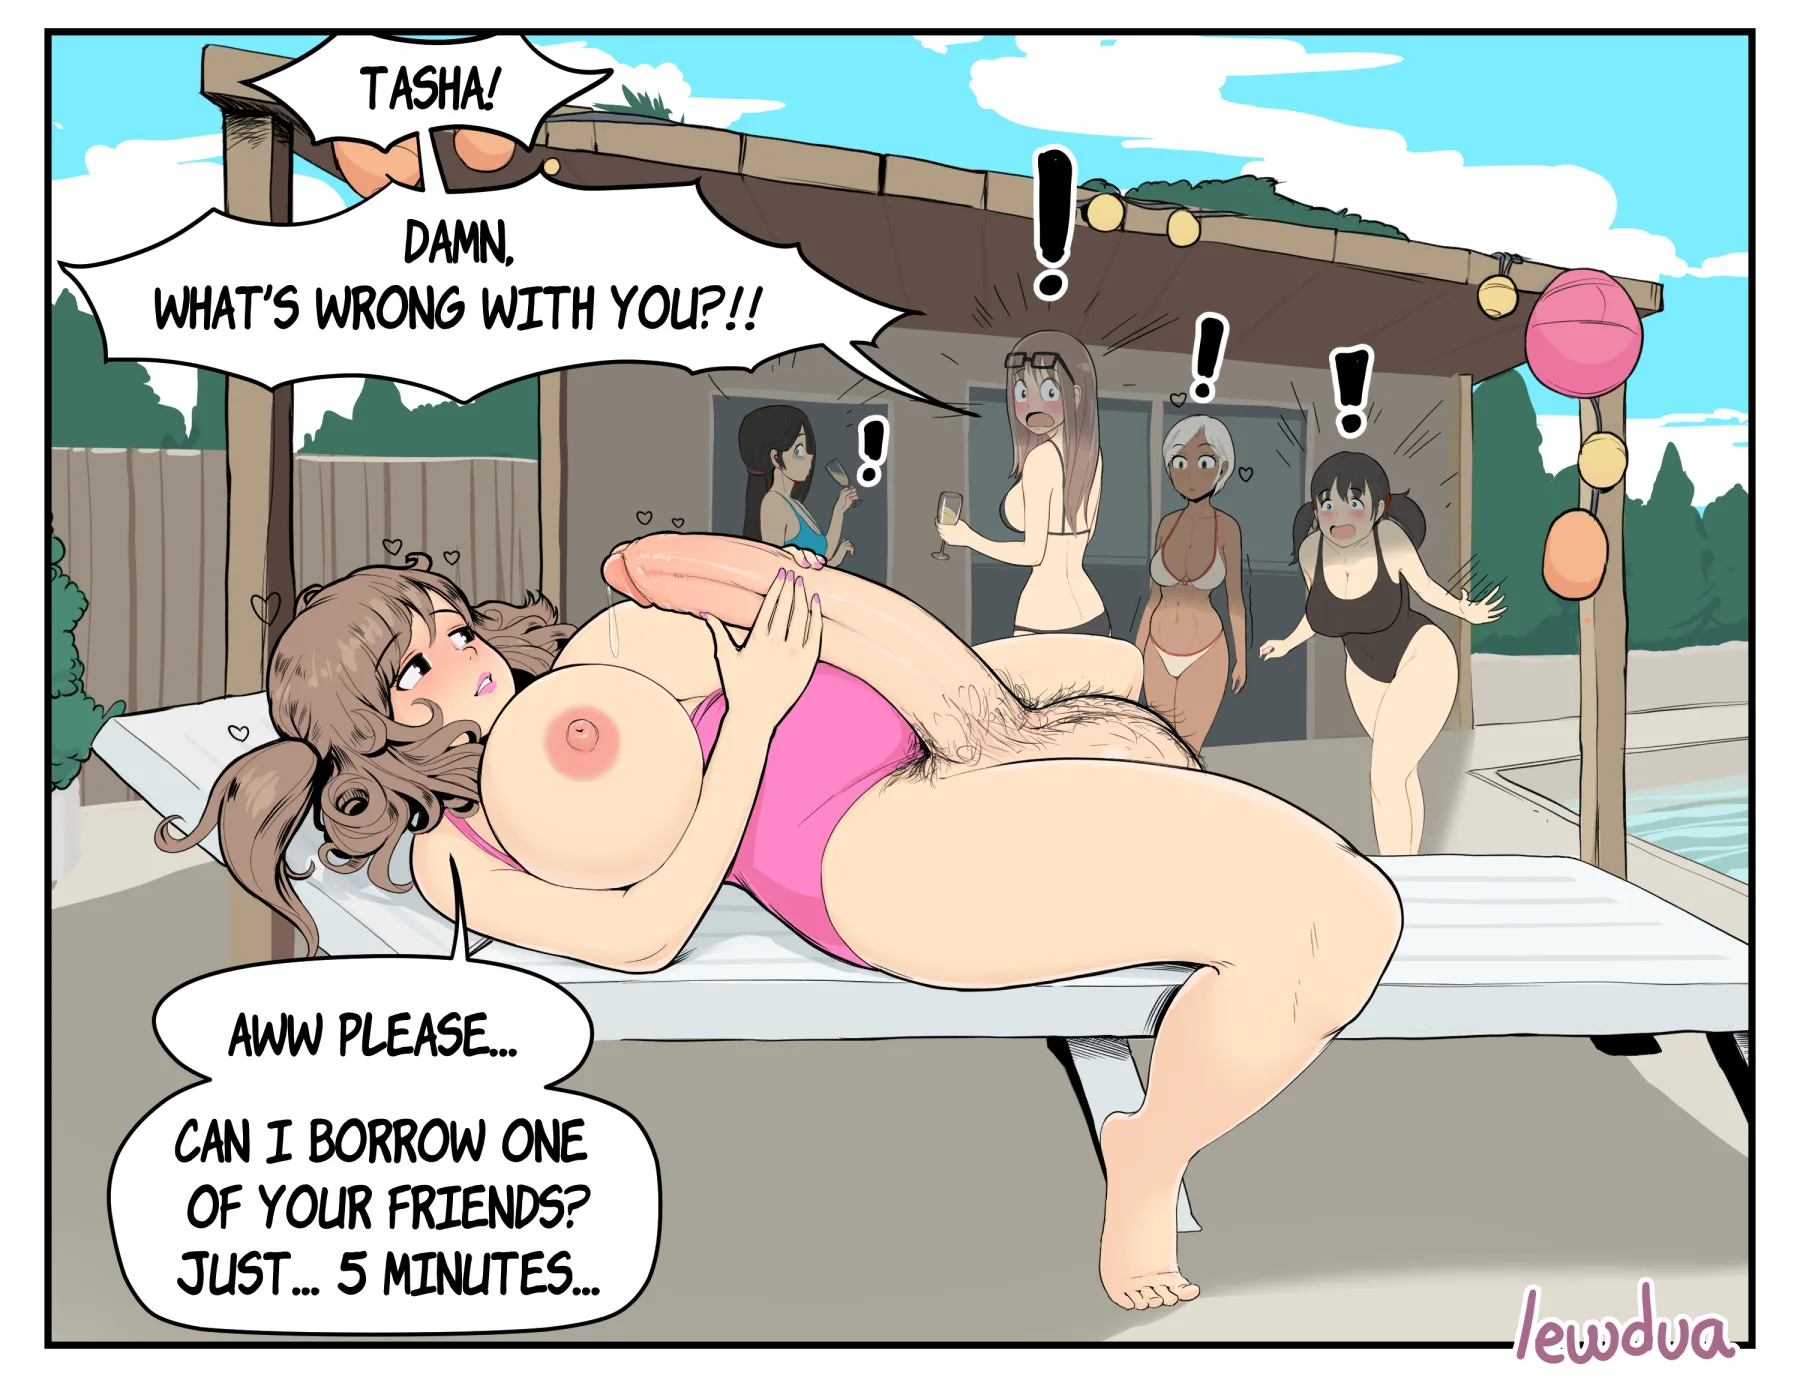 TASHA!
DAMN,
WHAT'S WRONG WITH YOU?!!
!
!
!
!
AWW PLEASE...
CAN I BORROW ONE
OF YOUR FRIENDS?
JUST... 5 MINUTES...
lewdua